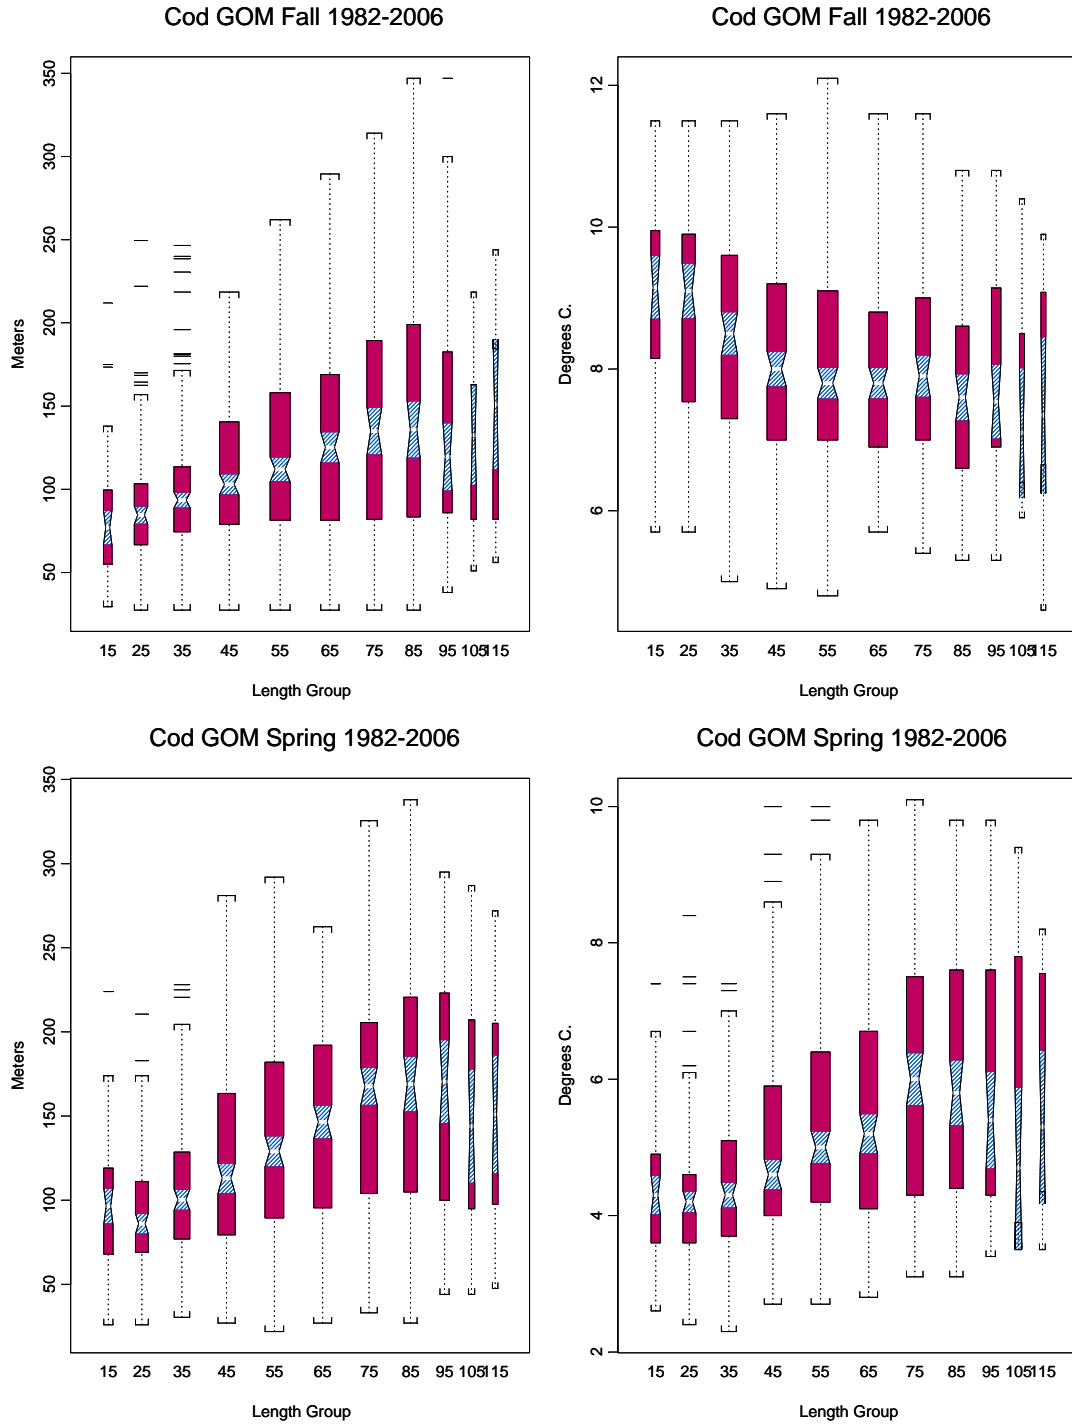 Cod GOM Fall 1982-2006
Meters
350
300
250
200
150
100
50
15 25 35 45 55 65 75 85 95 105 115
Length Group
Cod GOM Fall 1982-2006
Degrees C.
12
10
8
6
15 25 35 45 55 65 75 85 95 105 115
Length Group
Cod GOM Spring 1982-2006
Meters
350
300
250
200
150
100
50
15 25 35 45 55 65 75 85 95 105 115
Length Group
Cod GOM Spring 1982-2006
Degrees C.
10
8
6
4
2
15 25 35 45 55 65 75 85 95 105 115
Length Group